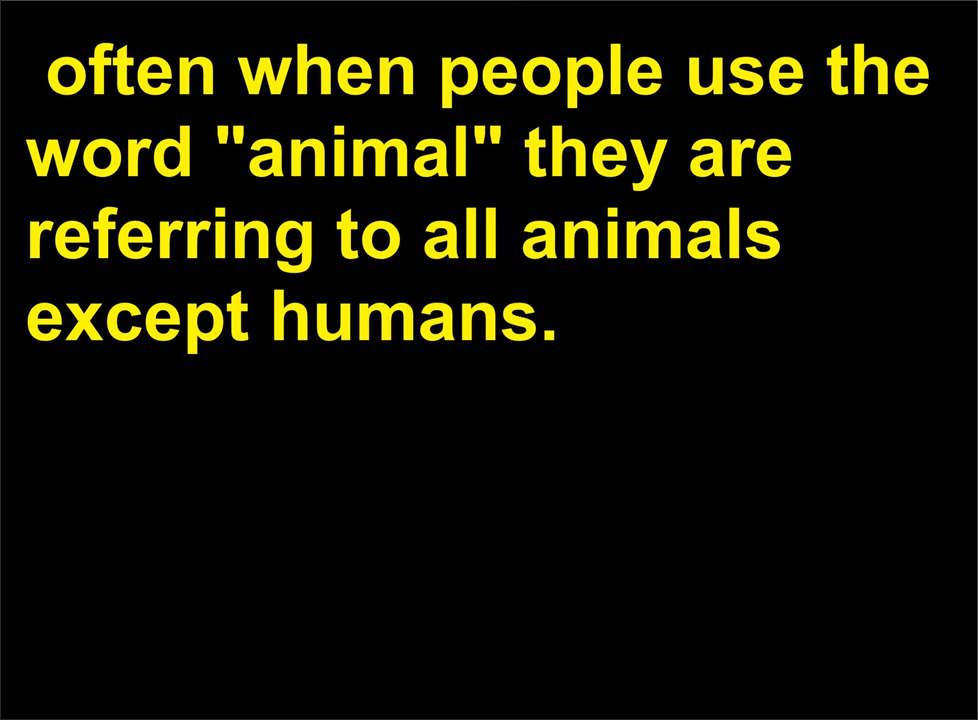 often when people use the
word "animal" they are
referring to all animals
except humans.